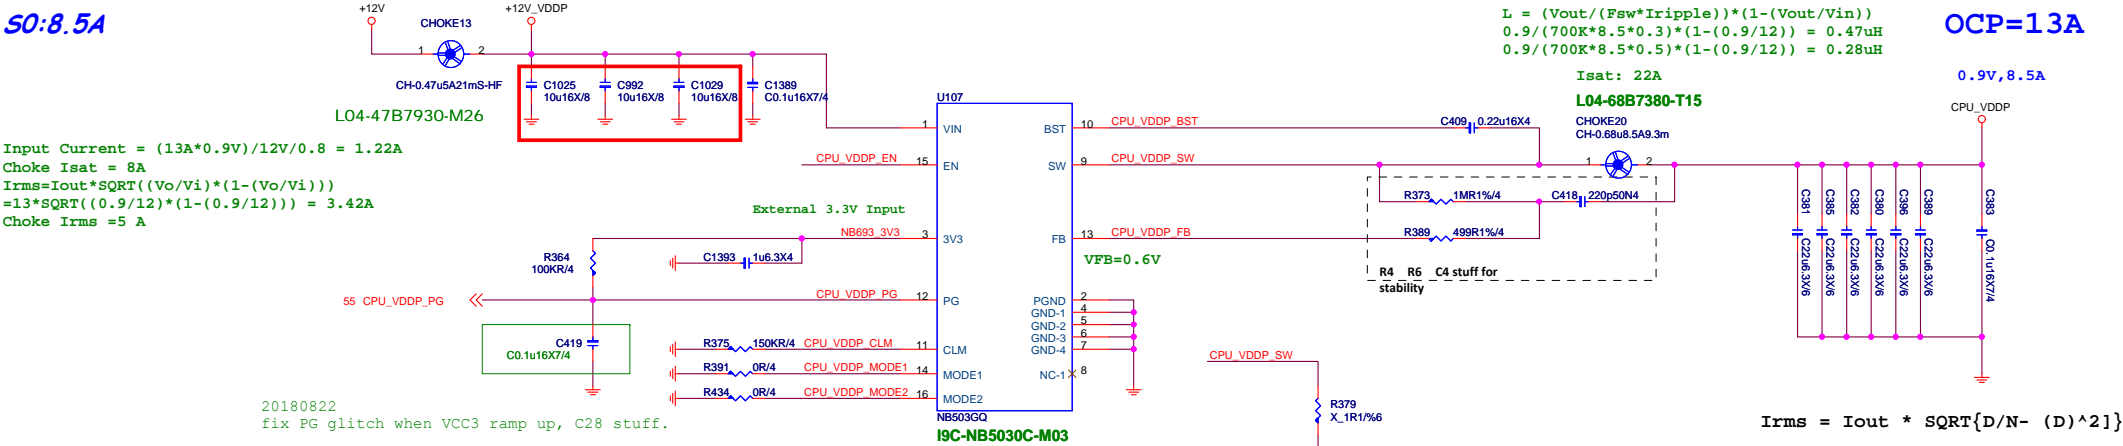 S0:8.5A
+12V
+12V_VDDP
CHOKE13
1
2
CH-0.47u5A21mS-HF
L04-47B7930-M26
C1025
10u16X/8
C992
10u16X/8
C1029
10u16X/8
C1389
C0.1u16X7/4
Input Current = (13A*0.9V)/12V/0.8 = 1.22A
Choke Isat = 8A
Irms=Iout*SQRT((Vo/Vi)*(1-(Vo/Vi)))
=13*SQRT((0.9/12)*(1-(0.9/12))) = 3.42A
Choke Irms =5 A
L = (Vout/(Fsw*Iripple))*(1-(Vout/Vin))
0.9/(700K*8.5*0.3)*(1-(0.9/12)) = 0.47uH
0.9/(700K*8.5*0.5)*(1-(0.9/12)) = 0.28uH
OCP=13A
Isat: 22A
0.9V,8.5A
L04-68B7380-T15
CHOKE20
CH-0.68u8.5A9.3m
1
2
CPU_VDDP
U107
1
VIN
CPU_VDDP_EN
15
EN
External 3.3V Input
NB693_3V3
3
3V3
C1393
1u6.3X4
R364
100KR/4
55 CPU_VDDP_PG
CPU_VDDP_PG
12
PG
C419
C0.1u16X7/4
R375
150KR/4
CPU_VDDP_CLM
11
CLM
R391
0R/4
CPU_VDDP_MODE1
14
MODE1
R434
0R/4
CPU_VDDP_MODE2
16
MODE2
NB503GQ
I9C-NB5030C-M03
20180822
fix PG glitch when VCC3 ramp up, C28 stuff.
BST
10
CPU_VDDP_BST
C409
0.22u16X4
SW
9
CPU_VDDP_SW
R373
1MR1%/4
C418
220p50N4
FB
13
CPU_VDDP_FB
R389
499R1%/4
VFB=0.6V
R4 R6 C4 stuff for
stability
PGND
2
GND-1
4
GND-2
5
GND-3
6
GND-4
7
NC-1
8
CPU_VDDP_SW
R379
X_1R1/%6
C381
C22u6.3X/6
C385
C22u6.3X/6
C382
C22u6.3X/6
C380
C22u6.3X/6
C396
C22u6.3X/6
C389
C22u6.3X/6
C383
C0.1u16X7/4
Irms = Iout * SQRT{D/N- (D)^2]}